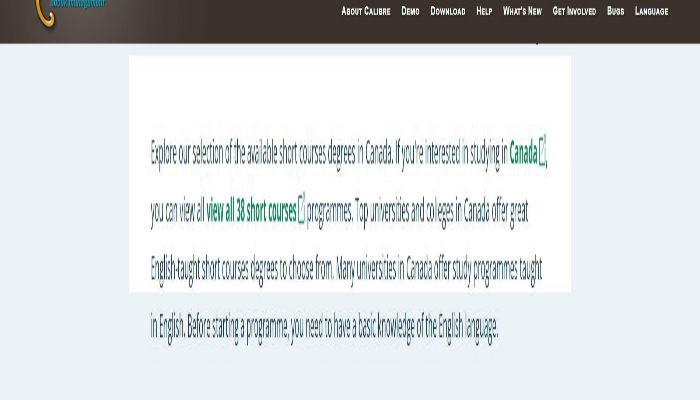 ebook management
About Calibre Demo Download Help What's New Get Involved Bugs Language
Explore our selection of the available short courses degrees in Canada. If you're interested in studying in Canada,
you can view all view all 38 short courses programmes. Top universities and colleges in Canada offer great
English-taught short courses degrees to choose from. Many universities in Canada offer study programmes taught
in English. Before starting a programme, you need to have a basic knowledge of the English language.